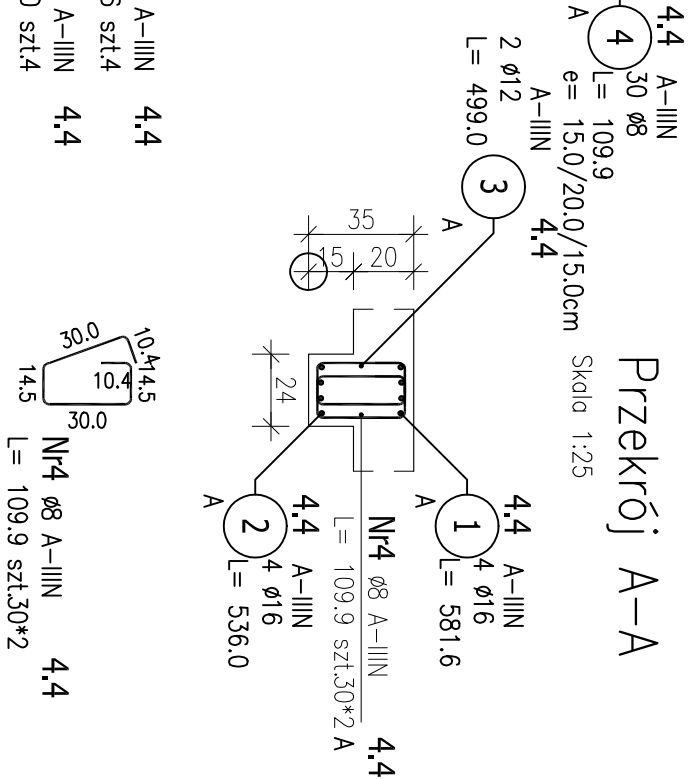 Przekrój A-A
Skala 1:25
4.4 A-IIIN
4
30 ø8
L= 109.9
e= 15.0/20.0/15.0cm
A
A-IIIN 4.4
3
2 ø12
L= 499.0
A
35
15 20
24
4.4 A-IIIN
1
4 ø16
L= 581.6
A
Nr4 ø8 A-IIIN 4.4
L= 109.9 szt.30*2 A
4.4 A-IIIN
2
4 ø16
L= 536.0
A
A-IIIN 4.4
szt.4
A-IIIN 4.4
szt.4
30.0
10.4
10.4
14.5
14.5
30.0
Nr4 ø8 A-IIIN 4.4
L= 109.9 szt.30*2